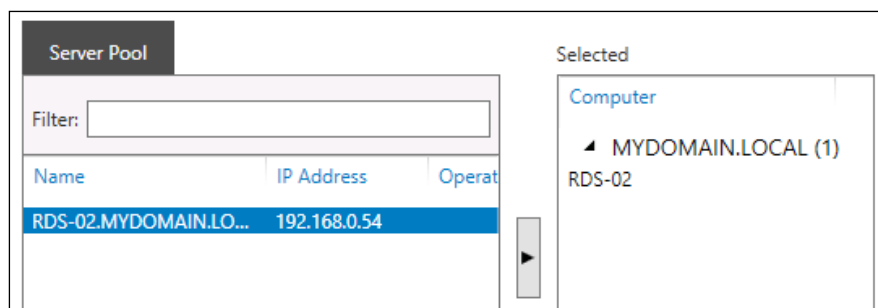 Server Pool
Filter:
Name IP Address Operat
RDS-02.MYDOMAIN.LO... 192.168.0.54
Selected
Computer
MYDOMAIN.LOCAL (1)
RDS-02